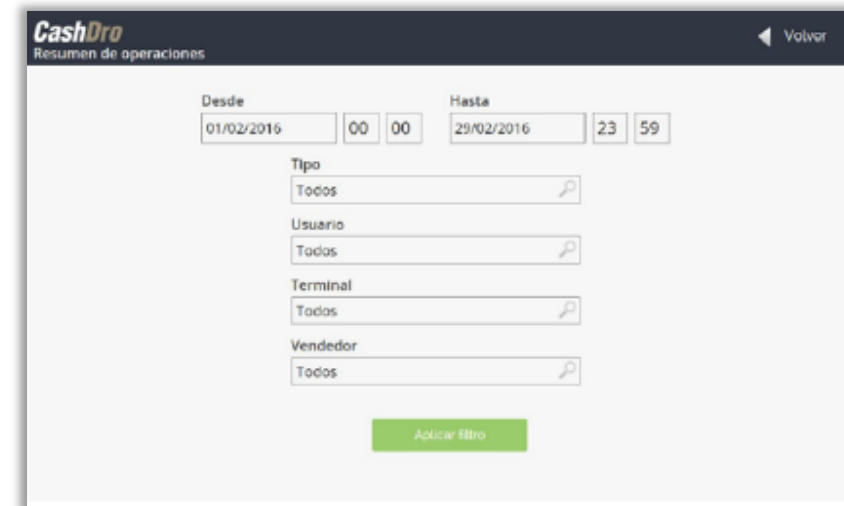 CashDro
Resumen de operaciones
Volver
Desde Hasta
01/02/2016 00 00 29/02/2016 23 59
Tipo
Todos
Usuario
Todos
Terminal
Todos
Vendedor
Todos
Aplicar filtro